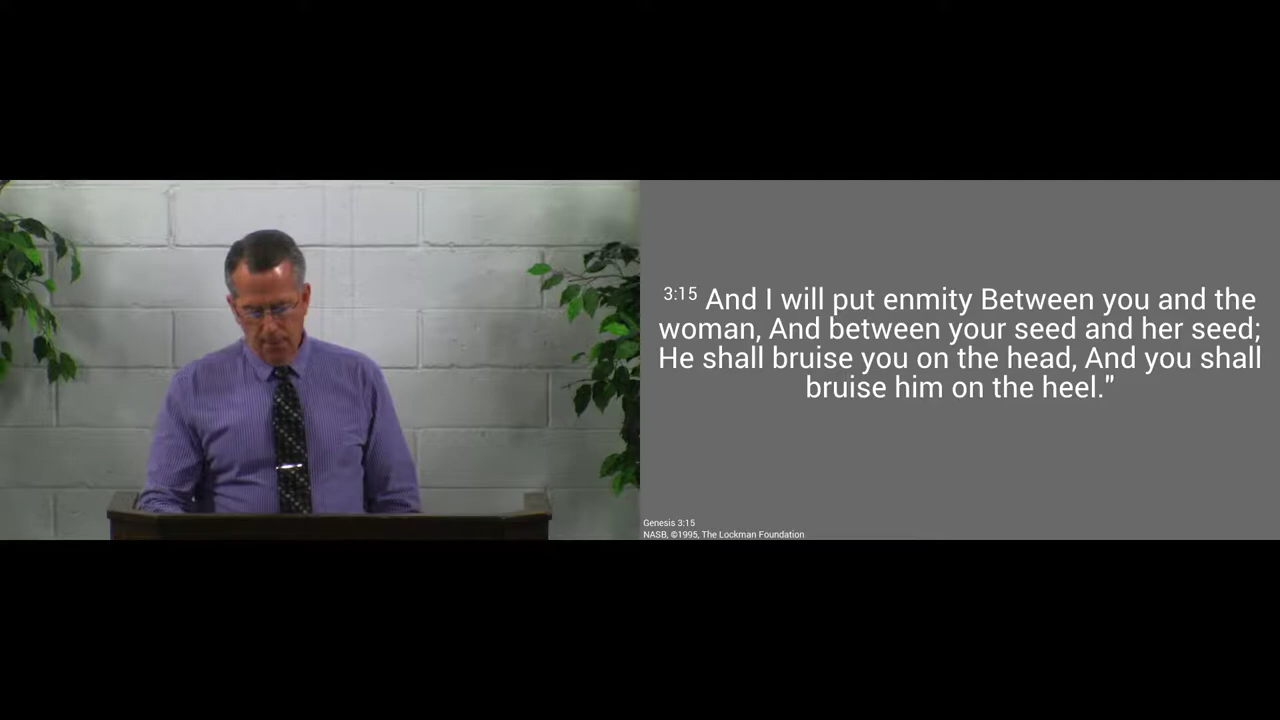 3:15 And I will put enmity Between you and the
woman, And between your seed and her seed;
He shall bruise you on the head, And you shall
bruise him on the heel."
Genesis 3:15
NASB, ©1995, The Lockman Foundation